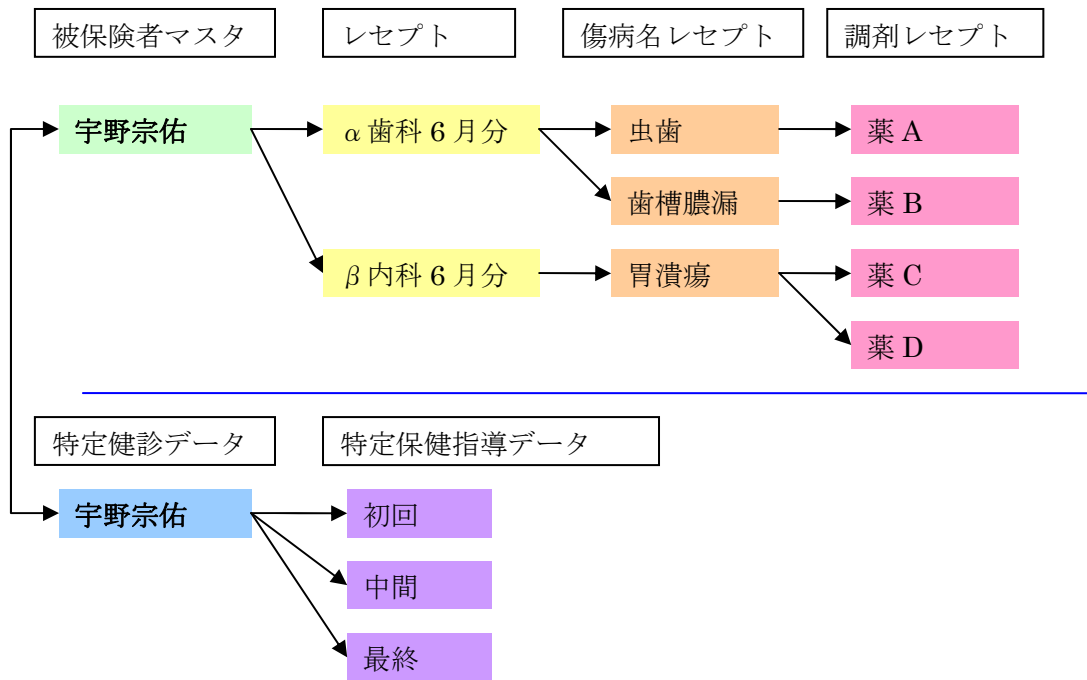 被保険者マスタ
レセプト
傷病名レセプト
調剤レセプト
宇野宗佑
α歯科 6 月分
虫歯
薬 A
歯槽膿漏
薬 B
β内科 6 月分
胃潰瘍
薬 C
薬 D
特定健診データ
特定保健指導データ
宇野宗佑
初回
中間
最終